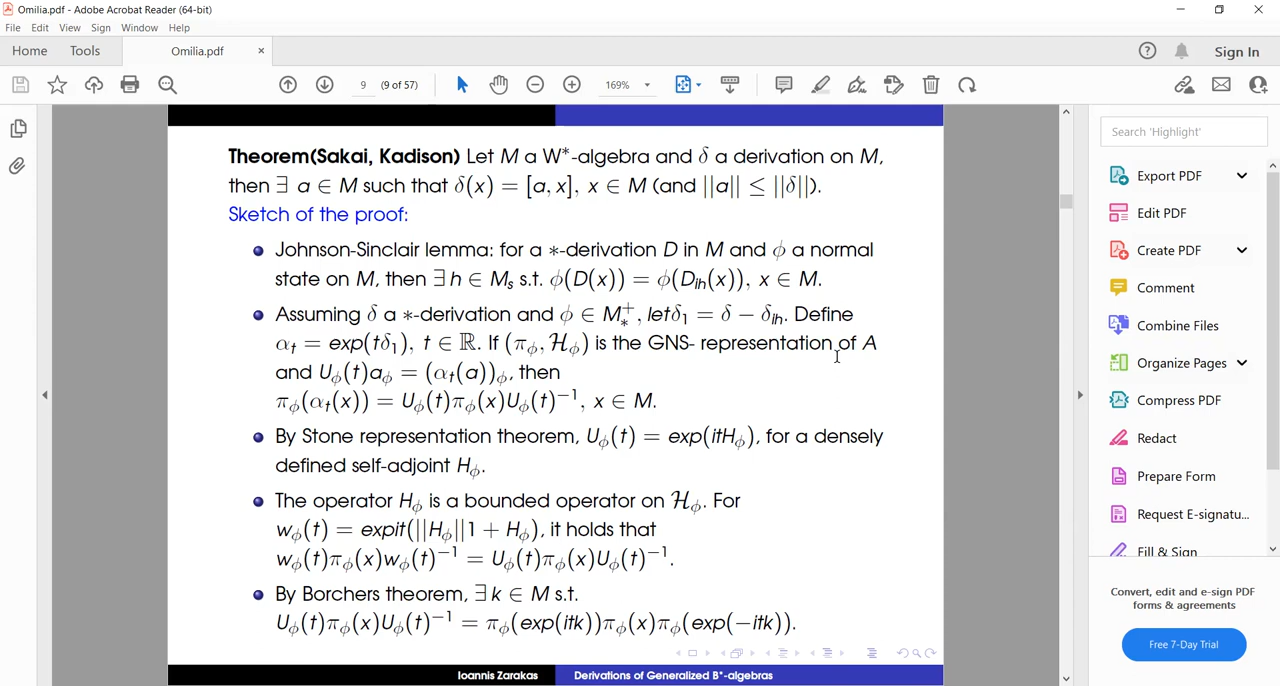 Omilia.pdf - Adobe Acrobat Reader (64-bit)
File Edit View Sign Window Help
Home Tools Omilia.pdf × Sign In
9 (9 of 57) 169%
Theorem(Sakai, Kadison) Let M a W*-algebra and δ a derivation on M,
then ∃ a ∈ M such that δ(x) = [a, x], x ∈ M (and ||a|| ≤ ||δ||).
Sketch of the proof:
Johnson-Sinclair lemma: for a *-derivation D in M and ϕ a normal
state on M, then ∃ h ∈ Mₛ s.t. ϕ(D(x)) = ϕ(D_{ih}(x)), x ∈ M.
Assuming δ a *-derivation and ϕ ∈ M_*^+, letδ₁ = δ − δ_{ih}. Define
α_t = exp(tδ₁), t ∈ ℝ. If (π_ϕ, ℋ_ϕ) is the GNS- representation of A
and U_ϕ(t)a_ϕ = (α_t(a))_ϕ, then
π_ϕ(α_t(x)) = U_ϕ(t)π_ϕ(x)U_ϕ(t)⁻¹, x ∈ M.
By Stone representation theorem, U_ϕ(t) = exp(itH_ϕ), for a densely
defined self-adjoint H_ϕ.
The operator H_ϕ is a bounded operator on ℋ_ϕ. For
w_ϕ(t) = expit(||H_ϕ||1 + H_ϕ), it holds that
w_ϕ(t)π_ϕ(x)w_ϕ(t)⁻¹ = U_ϕ(t)π_ϕ(x)U_ϕ(t)⁻¹.
By Borchers theorem, ∃ k ∈ M s.t.
U_ϕ(t)π_ϕ(x)U_ϕ(t)⁻¹ = π_ϕ(exp(itk))π_ϕ(x)π_ϕ(exp(−itk)).
Ioannis Zarakas Derivations of Generalized B*-algebras
Search 'Highlight'
Export PDF
Edit PDF
Create PDF
Comment
Combine Files
Organize Pages
Compress PDF
Redact
Prepare Form
Request E-signatu...
Fill & Sign
Convert, edit and e-sign PDF
forms & agreements
Free 7-Day Trial